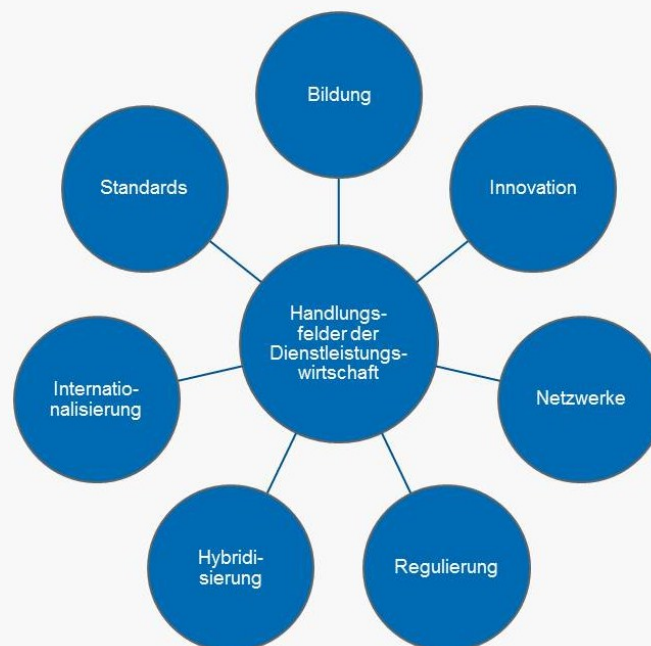 Bildung
Innovation
Netzwerke
Regulierung
Hybridi-
sierung
Internatio-
nalisierung
Standards
Handlungs-
felder der
Dienstleistungs-
wirtschaft